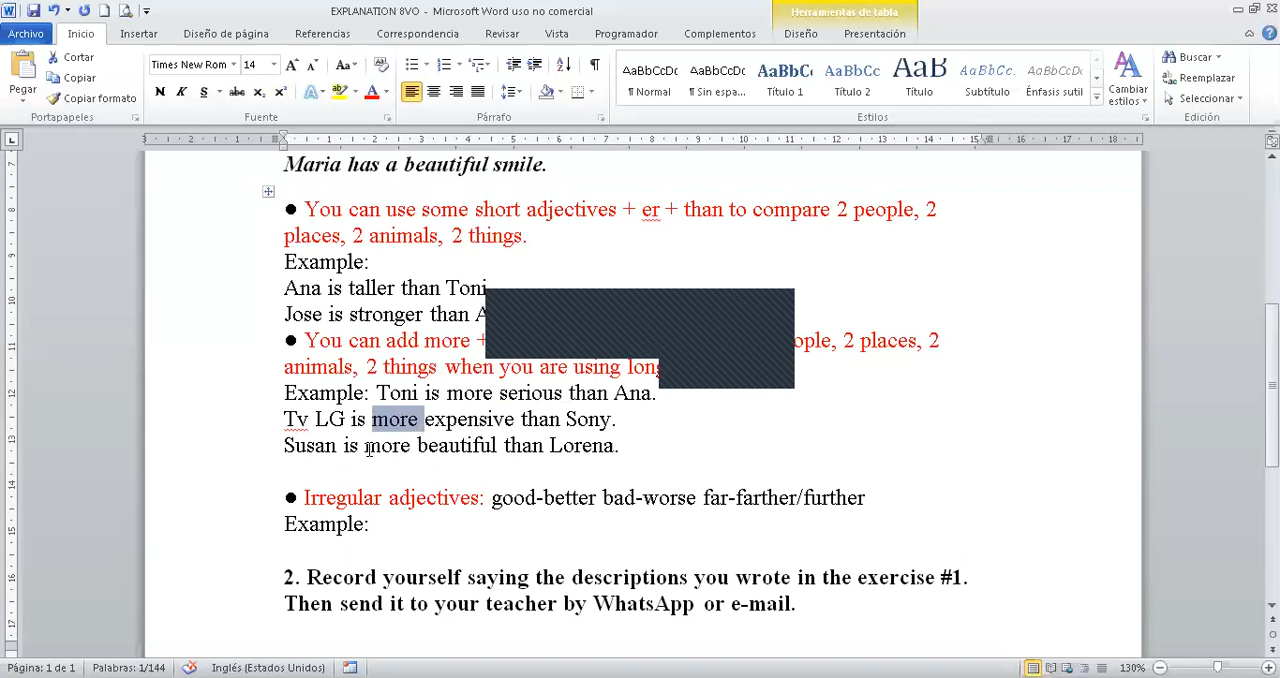 EXPLANATION 8VO - Microsoft Word uso no comercial
Herramientas de tabla
Archivo Inicio Insertar Diseño de página Referencias Correspondencia Revisar Vista Programador Complementos Diseño Presentación
Cortar
Copiar
Copiar formato
Pegar
Portapapeles
Times New Rom 14
Fuente
Párrafo
AaBbCcDc AaBbCcDc AaBbC AaBbCc AaB AaBbCc. AaBbCcDc
¶ Normal ¶ Sin espa... Título 1 Título 2 Título Subtítulo Énfasis sutil
Cambiar estilos
Estilos
Buscar
Reemplazar
Seleccionar
Edición
Maria has a beautiful smile.
● You can use some short adjectives + er + than to compare 2 people, 2
places, 2 animals, 2 things.
Example:
Ana is taller than Toni
Jose is stronger than A
● You can add more + ople, 2 places, 2
animals, 2 things when you are using long
Example: Toni is more serious than Ana.
Tv LG is more expensive than Sony.
Susan is more beautiful than Lorena.
● Irregular adjectives: good-better bad-worse far-farther/further
Example:
2. Record yourself saying the descriptions you wrote in the exercise #1.
Then send it to your teacher by WhatsApp or e-mail.
Página: 1 de 1 Palabras: 1/144 Inglés (Estados Unidos) 130%